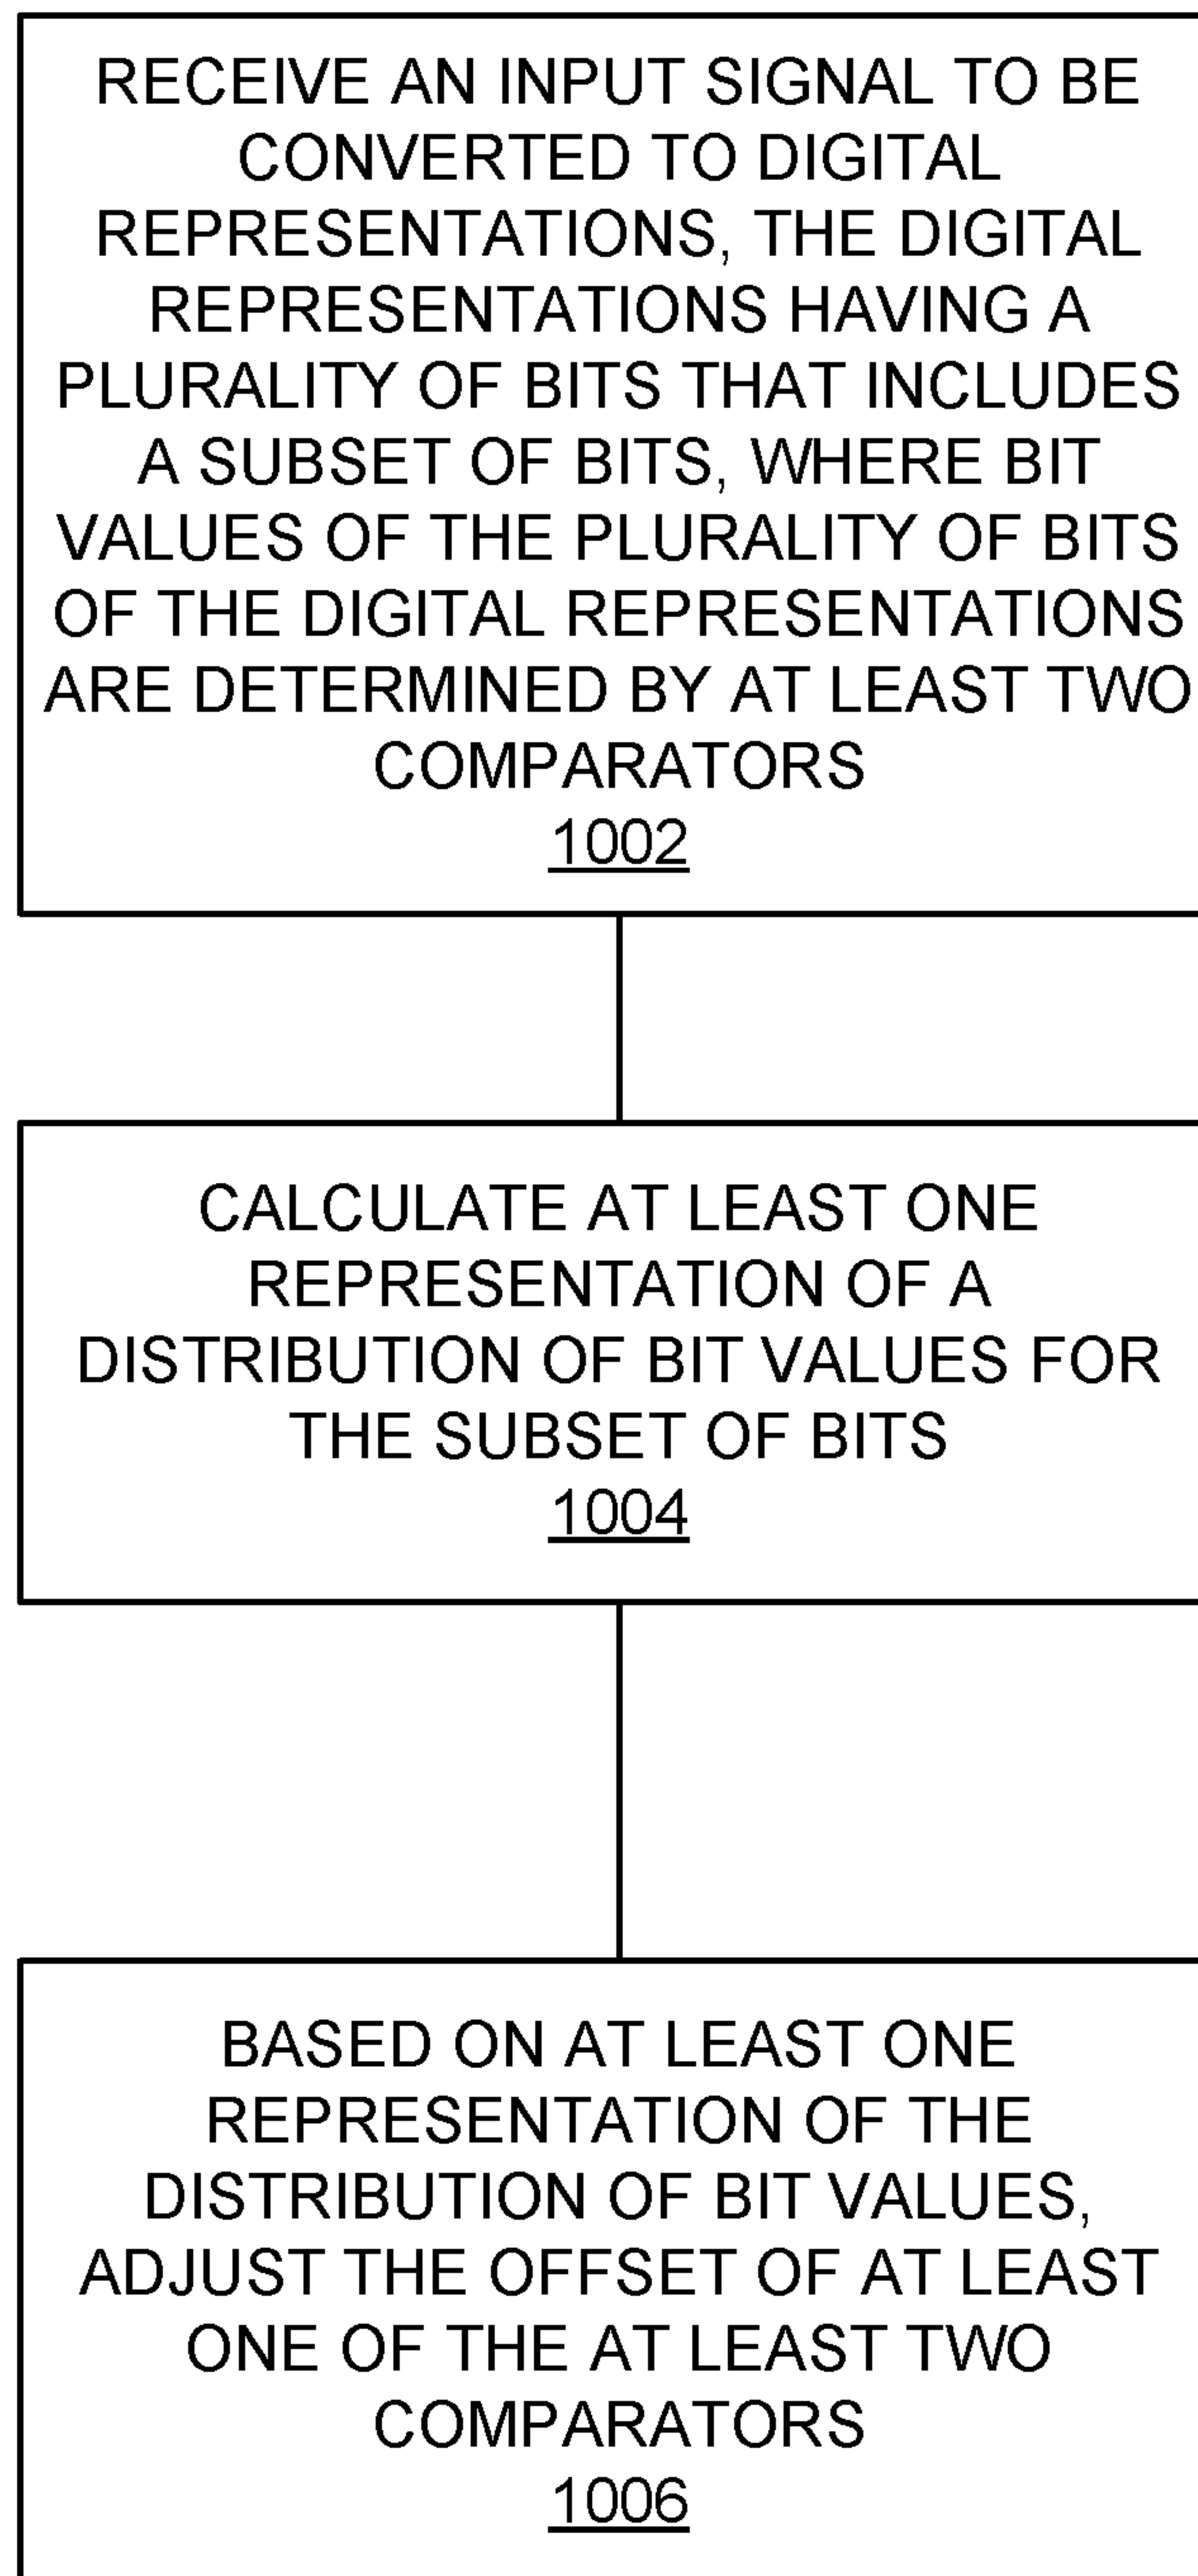 RECEIVE AN INPUT SIGNAL TO BE
CONVERTED TO DIGITAL
REPRESENTATIONS, THE DIGITAL
REPRESENTATIONS HAVING A
PLURALITY OF BITS THAT INCLUDES
A SUBSET OF BITS, WHERE BIT
VALUES OF THE PLURALITY OF BITS
OF THE DIGITAL REPRESENTATIONS
ARE DETERMINED BY AT LEAST TWO
COMPARATORS
1002
CALCULATE AT LEAST ONE
REPRESENTATION OF A
DISTRIBUTION OF BIT VALUES FOR
THE SUBSET OF BITS
1004
BASED ON AT LEAST ONE
REPRESENTATION OF THE
DISTRIBUTION OF BIT VALUES,
ADJUST THE OFFSET OF AT LEAST
ONE OF THE AT LEAST TWO
COMPARATORS
1006